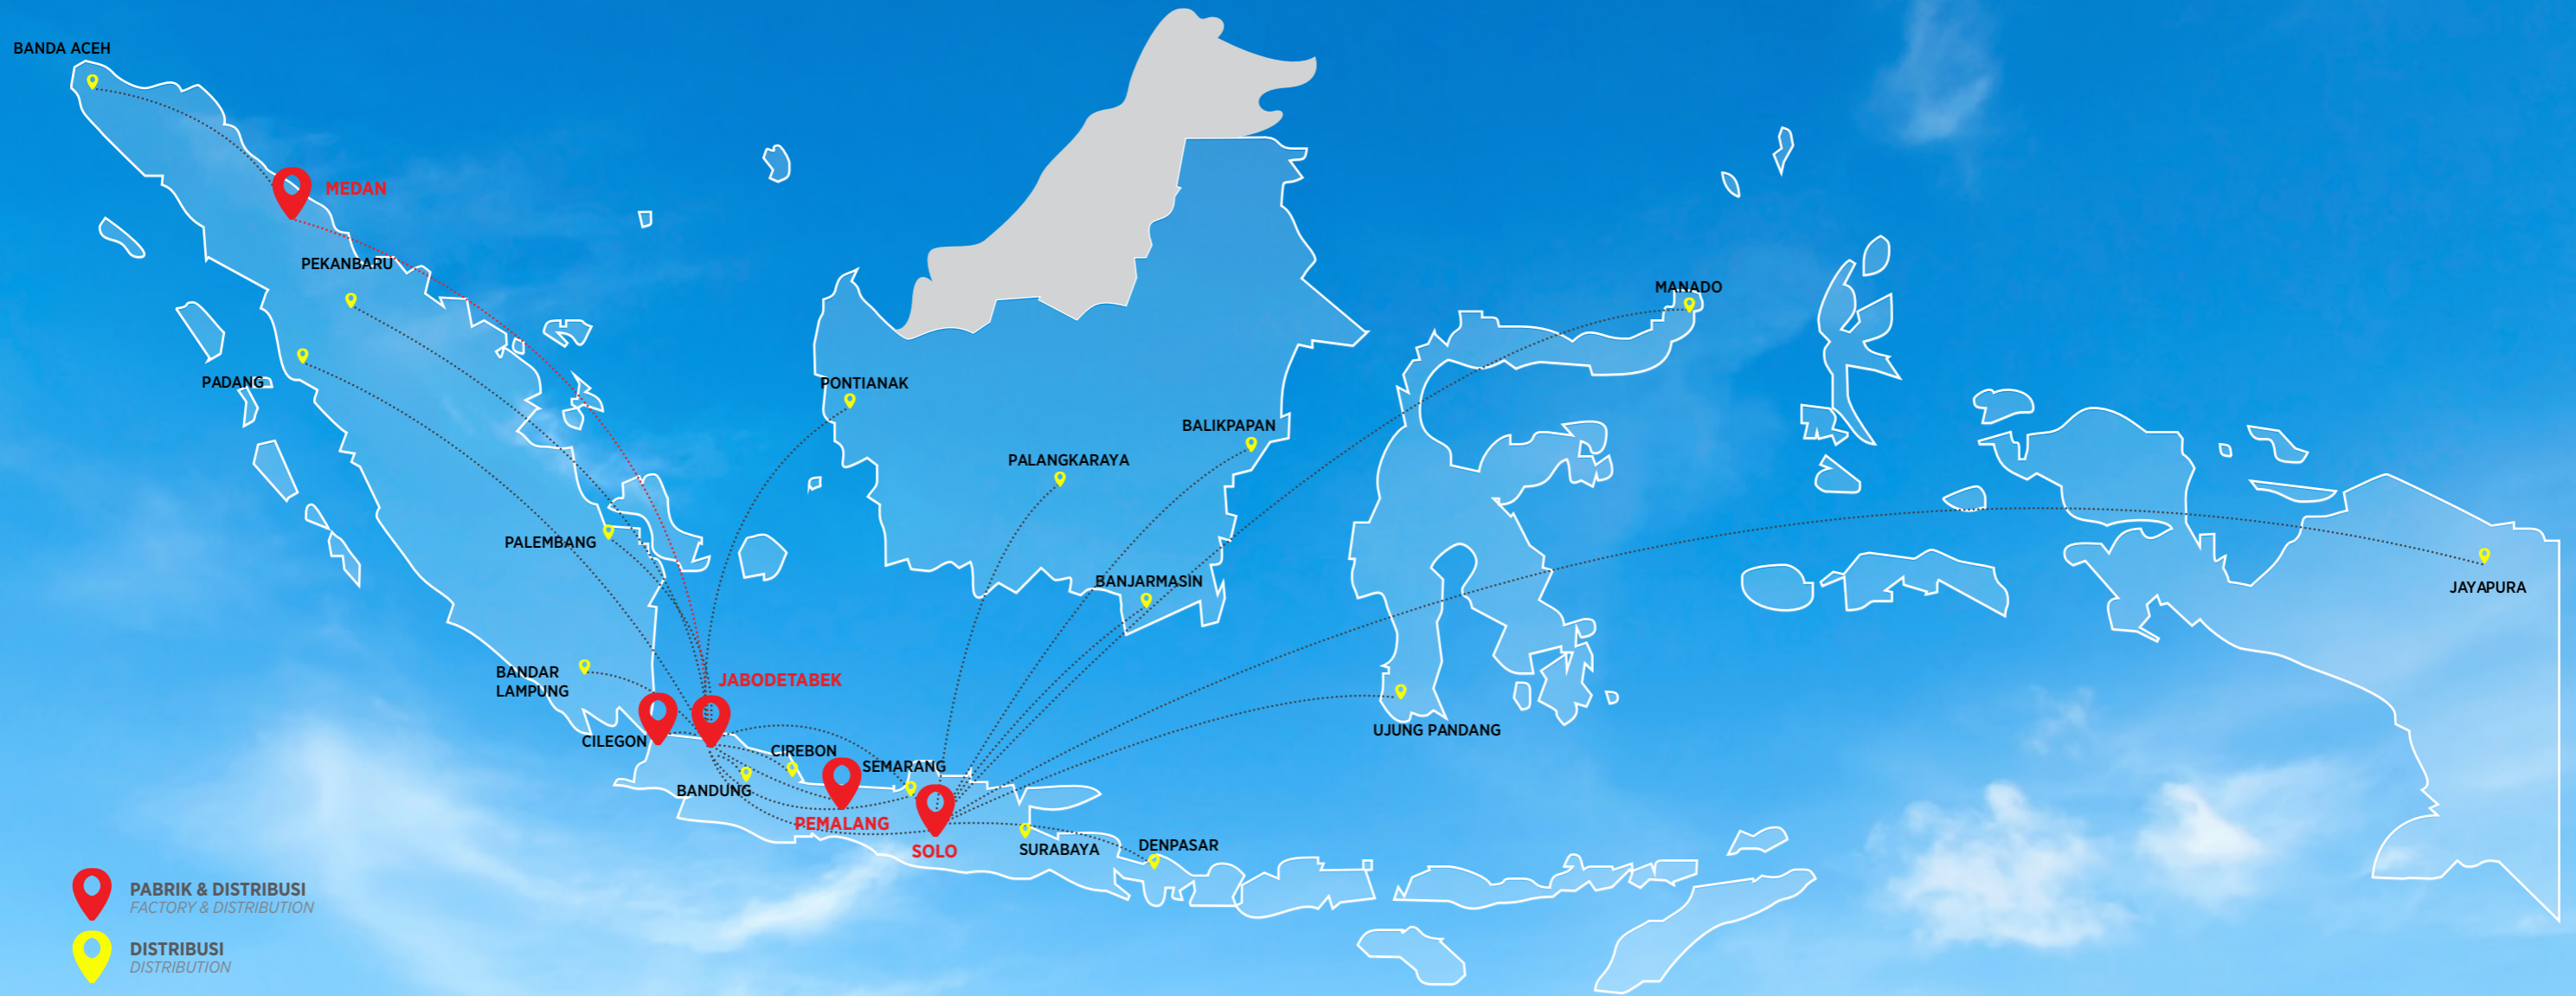 BANDA ACEH
MEDAN
PEKANBARU
MANADO
PADANG
PONTIANAK
BALIKPAPAN
PALANGKARAYA
PALEMBANG
BANJARMASIN
JAYAPURA
BANDAR
LAMPUNG
JABODETABEK
UJUNG PANDANG
CILEGON
CIREBON
SEMARANG
BANDUNG
PEMALANG
SOLO
SURABAYA
DENPASAR
PABRIK & DISTRIBUSI
FACTORY & DISTRIBUTION
DISTRIBUSI
DISTRIBUTION